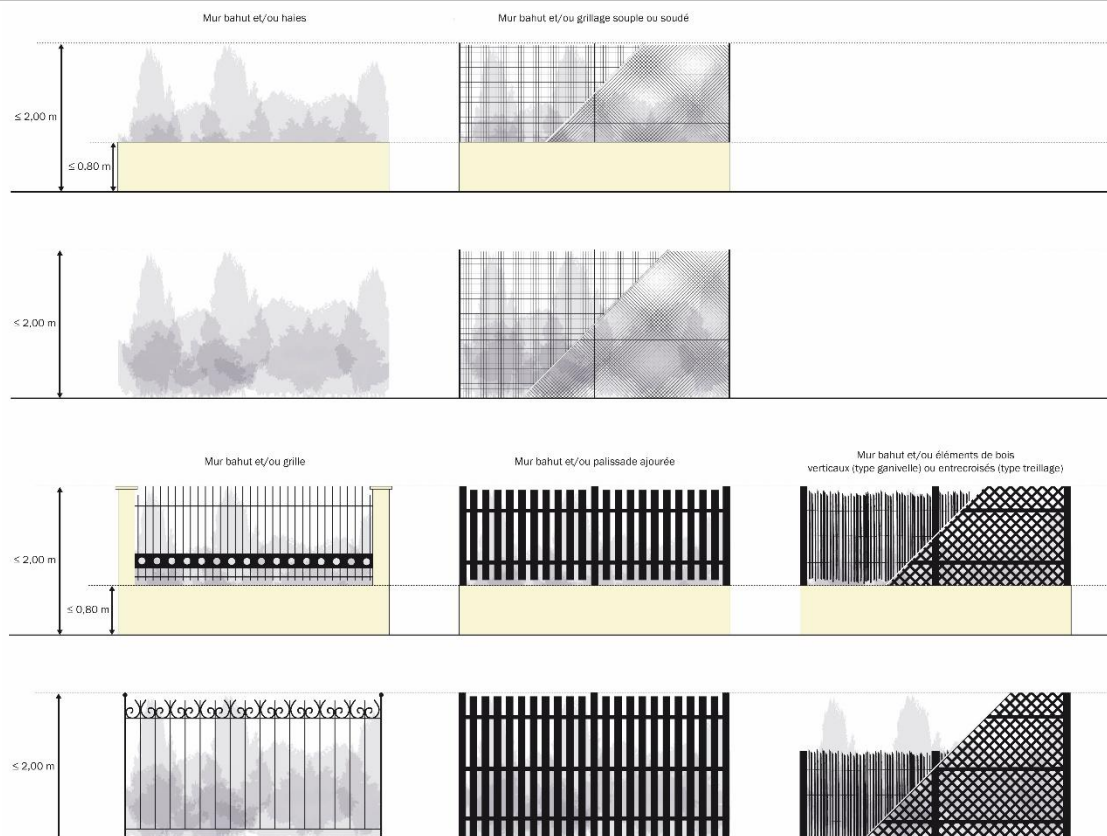 Mur bahut et/ou haies
Mur bahut et/ou grillage souple ou soudé
≤ 2,00 m
≤ 0.80 m
≤ 2,00 m
Mur bahut et/ou grille
Mur bahut et/ou palissade ajourée
Mur bahut et/ou éléments de bois
verticaux (type ganivelle) ou entrecroisés (type treillage)
≤ 2,00 m
≤ 0,80 m
≤ 2,00 m